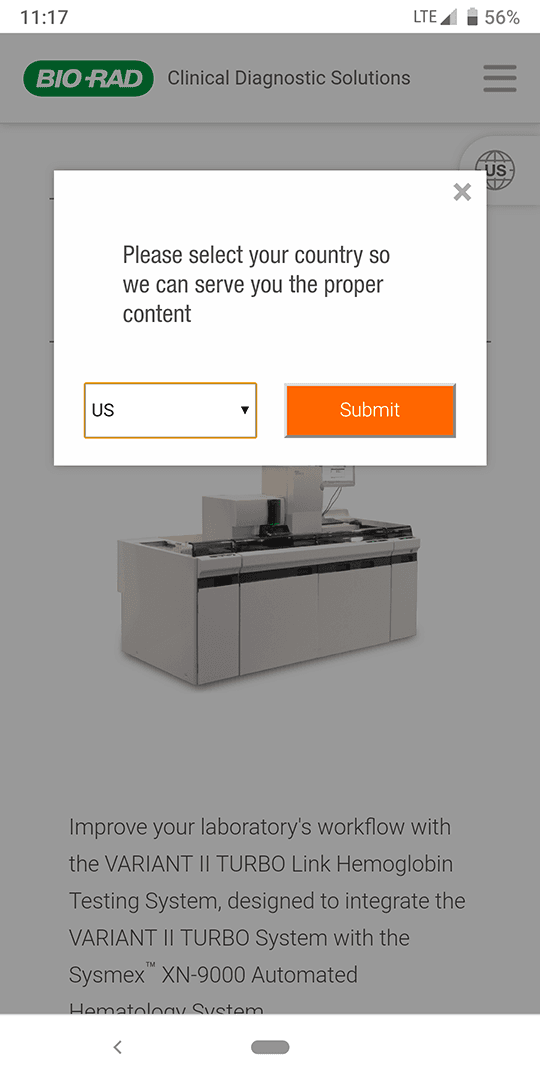 11:17 LTE 56%
BIO-RAD Clinical Diagnostic Solutions
US
Please select your country so
we can serve you the proper
content
US Submit
Improve your laboratory's workflow with
the VARIANT II TURBO Link Hemoglobin
Testing System, designed to integrate the
VARIANT II TURBO System with the
Sysmex™ XN-9000 Automated
Hematology System